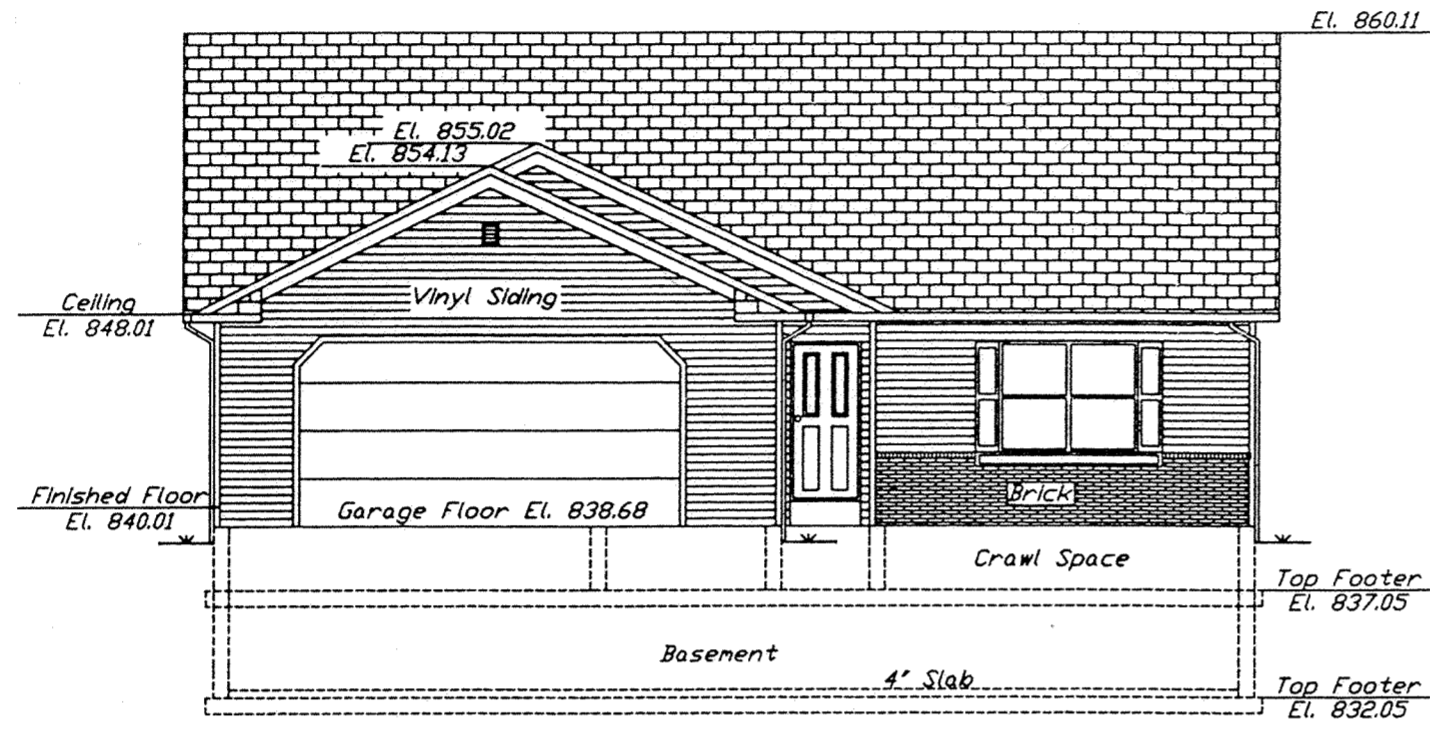 El. 860.11
El. 855.02
El. 854.13
Vinyl Siding
Ceiling
El. 848.01
Finished Floor
El. 840.01
Garage Floor El. 838.68
Brick
Crawl Space
Top Footer
El. 837.05
Basement
4" Slab
Top Footer
El. 832.05